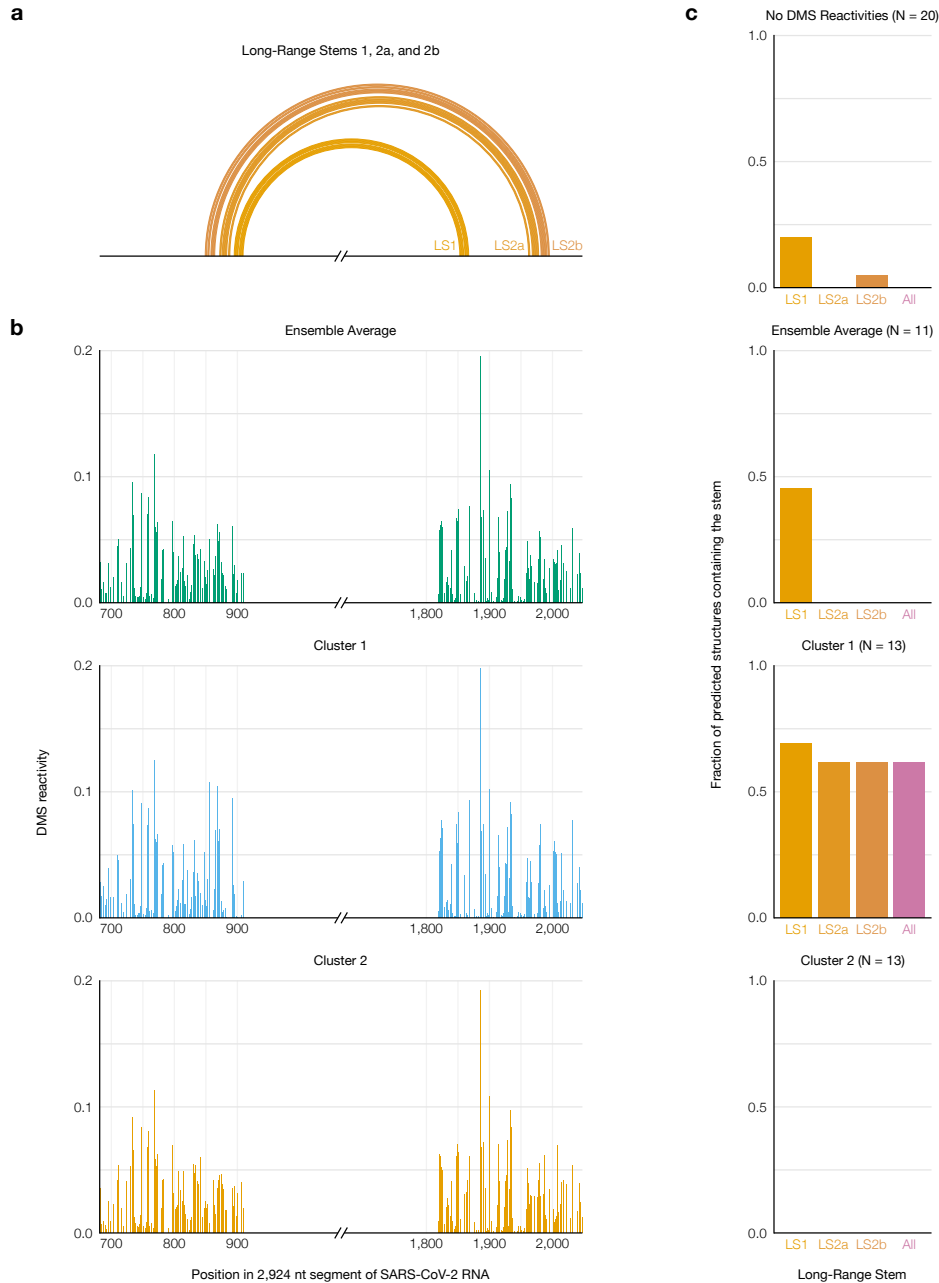 a
Long-Range Stems 1, 2a, and 2b
LS1
LS2a
LS2b
b
Ensemble Average
0.2
0.1
0.0
700
800
900
1,800
1,900
2,000
Cluster 1
0.2
0.1
0.0
700
800
900
1,800
1,900
2,000
Cluster 2
0.2
0.1
0.0
700
800
900
1,800
1,900
2,000
DMS reactivity
Position in 2,924 nt segment of SARS-CoV-2 RNA
c
No DMS Reactivities (N = 20)
1.0
0.5
0.0
LS1
LS2a
LS2b
All
Ensemble Average (N = 11)
1.0
0.5
0.0
LS1
LS2a
LS2b
All
Cluster 1 (N = 13)
1.0
0.5
0.0
LS1
LS2a
LS2b
All
Cluster 2 (N = 13)
1.0
0.5
0.0
LS1
LS2a
LS2b
All
Fraction of predicted structures containing the stem
Long-Range Stem